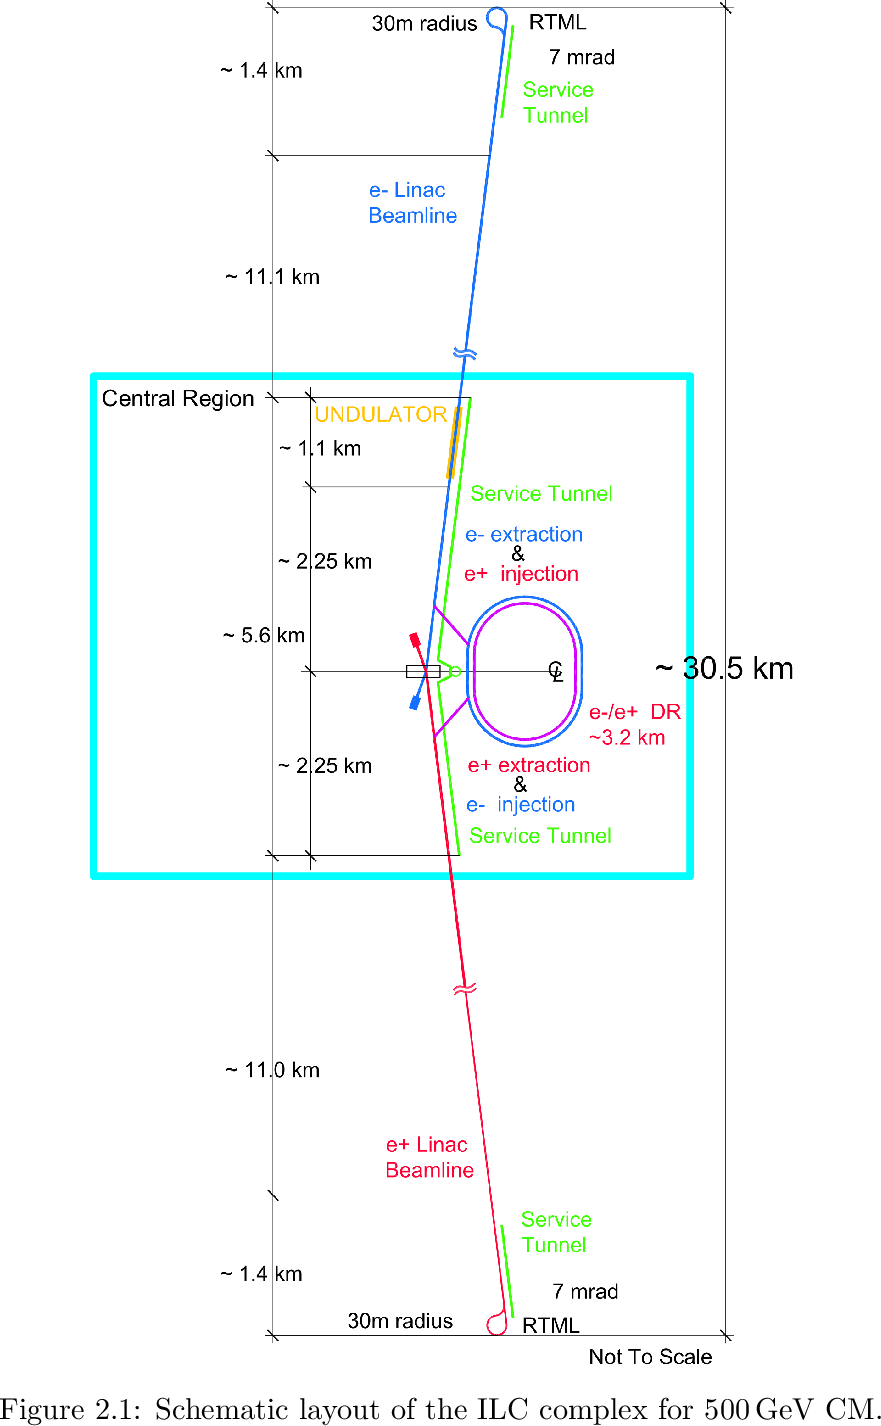 30m radius
RTML
7 mrad
~ 1.4 km
Service
Tunnel
e- Linac
Beamline
~ 11.1 km
Central Region
UNDULATOR
~ 1.1 km
Service Tunnel
e- extraction
&
e+ injection
~ 2.25 km
~ 5.6 km
℄
~ 30.5 km
e-/e+ DR
~3.2 km
~ 2.25 km
e+ extraction
&
e- injection
Service Tunnel
~ 11.0 km
e+ Linac
Beamline
Service
Tunnel
~ 1.4 km
7 mrad
30m radius
RTML
Not To Scale
Figure 2.1: Schematic layout of the ILC complex for 500 GeV CM.